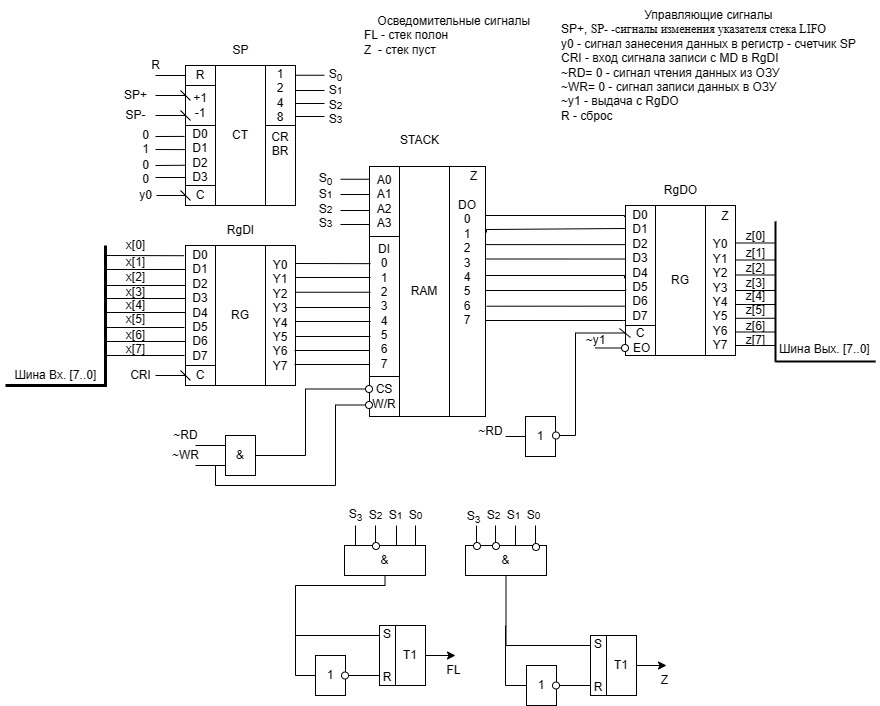 Осведомительные сигналы
FL - стек полон
Z - стек пуст
Управляющие сигналы
SP+, SP- -сигналы изменения указателя стека LIFO
y0 - сигнал занесения данных в регистр - счетчик SP
CRI - вход сигнала записи с MD в RgDI
~RD= 0 - сигнал чтения данных из ОЗУ
~WR= 0 - сигнал записи данных в ОЗУ
~y1 - выдача с RgDO
R - сброс
SP
R
R
1
S0
SP+
+1
2
S1
SP-
-1
4
S2
8
S3
0
D0
CT
CR
1
D1
BR
0
D2
0
D3
y0
C
STACK
S0
A0
Z
S1
A1
S2
A2
DO
S3
A3
0
1
2
3
4
5
6
7
DI
0
1
2
3
4
5
6
7
RAM
CS
W/R
RgDI
x[0]
D0
x[1]
D1
x[2]
D2
x[3]
D3
x[4]
D4
x[5]
D5
x[6]
D6
x[7]
D7
RG
Y0
Y1
Y2
Y3
Y4
Y5
Y6
Y7
Шина Вх. [7..0]
CRI
C
RgDO
D0
D1
D2
D3
D4
D5
D6
D7
C
EO
~y1
RG
Z
Y0
z[0]
Y1
z[1]
Y2
z[2]
Y3
z[3]
Y4
z[4]
Y5
z[5]
Y6
z[6]
Y7
z[7]
Шина Вых. [7..0]
~RD
~WR
&
~RD
1
S3 S2 S1 S0
&
S
T1
1
R
FL
S3 S2 S1 S0
&
S
T1
1
R
Z